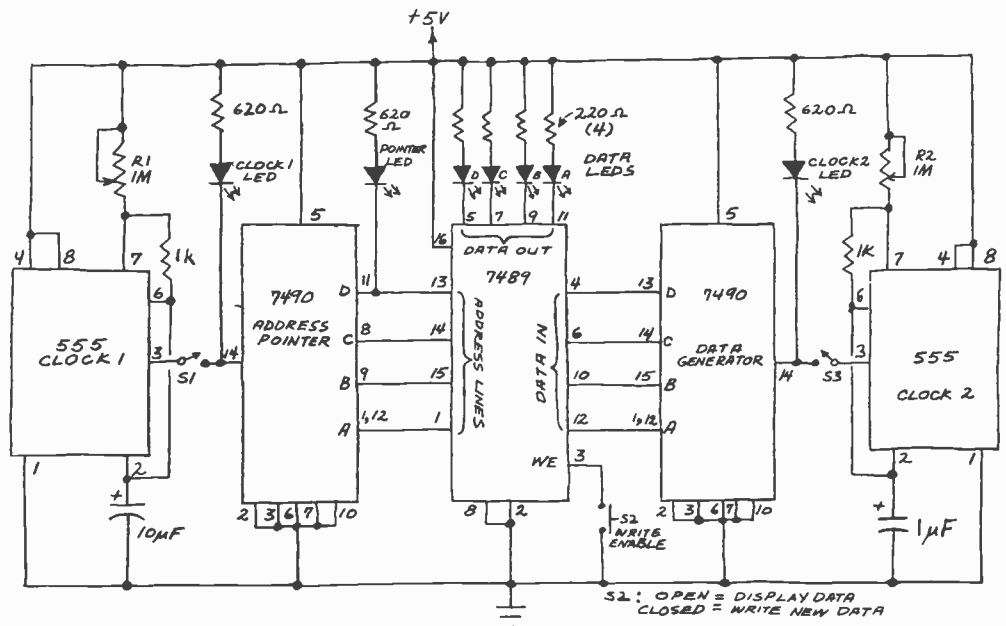 +5V
620Ω
620
Ω
220Ω
(4)
620Ω
POINTER
LED
CLOCK 1
LED
DATA
LEDS
CLOCK2
LED
R1
1M
R2
1M
D
C
B
A
5
5 7 9 11
5
16
DATA OUT
7489
1k
1K
4
8
7
7
4
8
7490
ADDRESS
POINTER
D
11
13
4
13
D
7490
6
6
555
CLOCK 1
3
S1
14
C
8
14
6
14
C
DATA
GENERATOR
14
S3
3
555
CLOCK 2
B
9
15
10
15
B
A
1,12
1
12
1,12
A
ADDRESS LINES
DATA IN
WE
3
1
2
2
1
2 3 6 7 10
8
2
S2
WRITE
ENABLE
2 3 6 7 10
+
10µF
+
1µF
S2: OPEN = DISPLAY DATA
CLOSED = WRITE NEW DATA